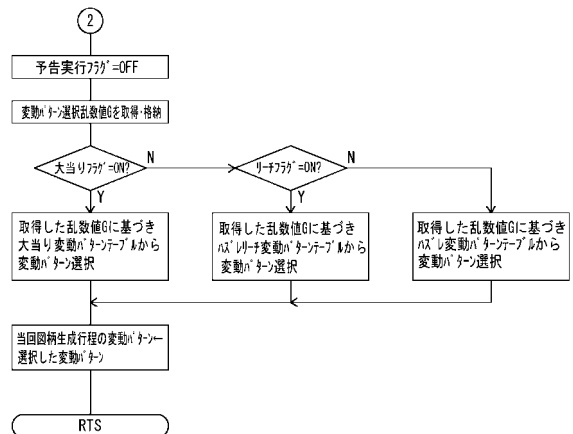 2
予告実行フラグ=OFF
変動パターン選択乱数値Gを取得・格納
大当りフラグ=ON?
N
リーチフラグ=ON?
N
Y
Y
取得した乱数値Gに基づき
大当り変動パターンテーブルから
変動パターン選択
取得した乱数値Gに基づき
ハズレリーチ変動パターンテーブルから
変動パターン選択
取得した乱数値Gに基づき
ハズレ変動パターンテーブルから
変動パターン選択
当回図柄生成行程の変動パターン←
選択した変動パターン
RTS